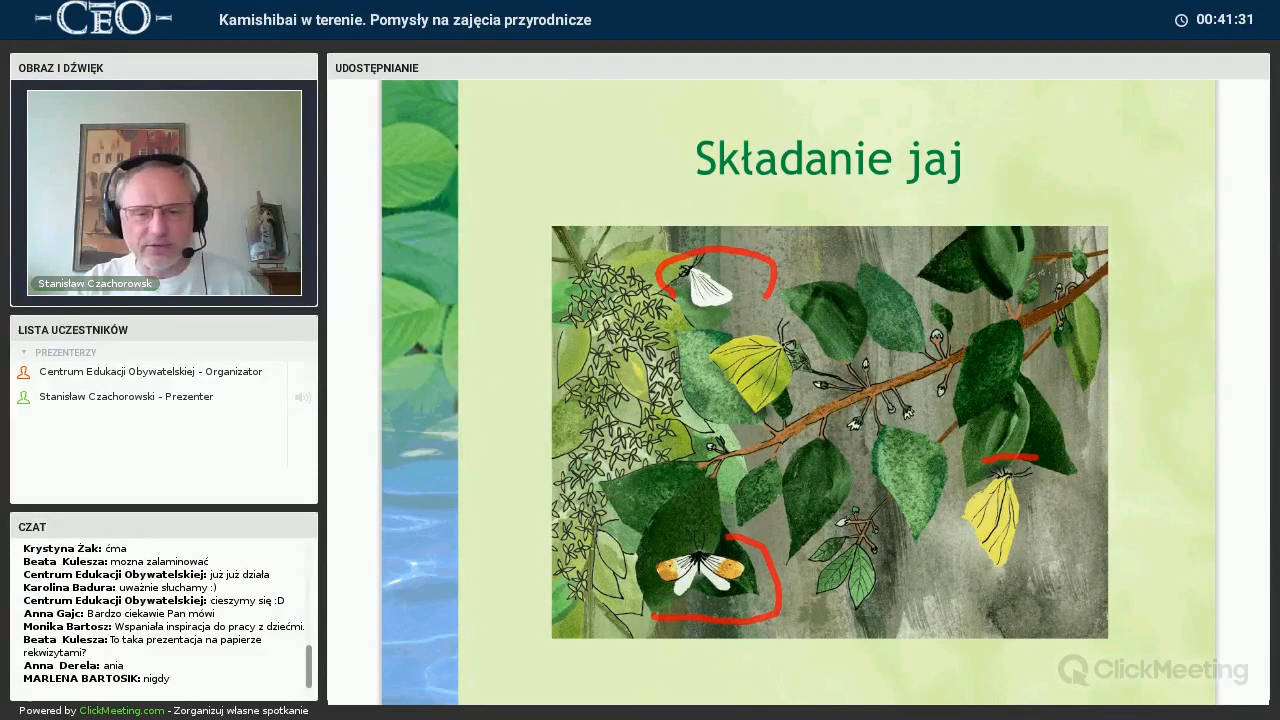 CEO
Kamishibai w terenie. Pomysły na zajęcia przyrodnicze
00:41:31
OBRAZ I DŹWIĘK
Stanisław Czachorowsk
LISTA UCZESTNIKÓW
PREZENTERZY
Centrum Edukacji Obywatelskiej - Organizator
Stanisław Czachorowski - Prezenter
CZAT
Krystyna Żak: ćma
Beata Kulesza: mozna zalaminować
Centrum Edukacji Obywatelskiej: już już działa
Karolina Badura: uważnie słuchamy :)
Centrum Edukacji Obywatelskiej: cieszymy się :D
Anna Gajc: Bardzo ciekawie Pan mówi
Monika Bartosz: Wspaniała inspiracja do pracy z dziećmi.
Beata Kulesza: To taka prezentacja na papierze
rekwizytami?
Anna Derela: ania
MARLENA BARTOSIK: nigdy
Powered by ClickMeeting.com - Zorganizuj własne spotkanie
UDOSTĘPNIANIE
Składanie jaj
ClickMeeting